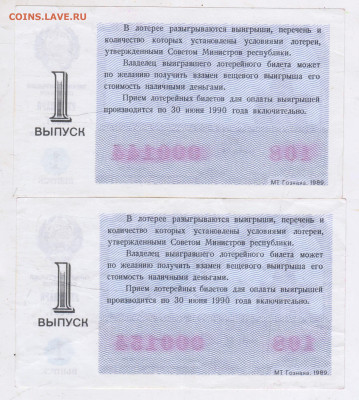 COINS.LAVE.RU
1
ВЫПУСК
В лотерее разыгрываются выигрыши, перечень и
количество которых установлены условиями лотереи,
утвержденными Советом Министров республики.
Владелец выигравшего лотерейного билета может
по желанию получить взамен вещевого выигрыша его
стоимость наличными деньгами.
Прием лотерейных билетов для оплаты выигрышей
производится по 30 июня 1990 года включительно.
МТ Гознака. 1989.
1
ВЫПУСК
В лотерее разыгрываются выигрыши, перечень и
количество которых установлены условиями лотереи,
утвержденными Советом Министров республики.
Владелец выигравшего лотерейного билета может
по желанию получить взамен вещевого выигрыша его
стоимость наличными деньгами.
Прием лотерейных билетов для оплаты выигрышей
производится по 30 июня 1990 года включительно.
МТ Гознака. 1989.